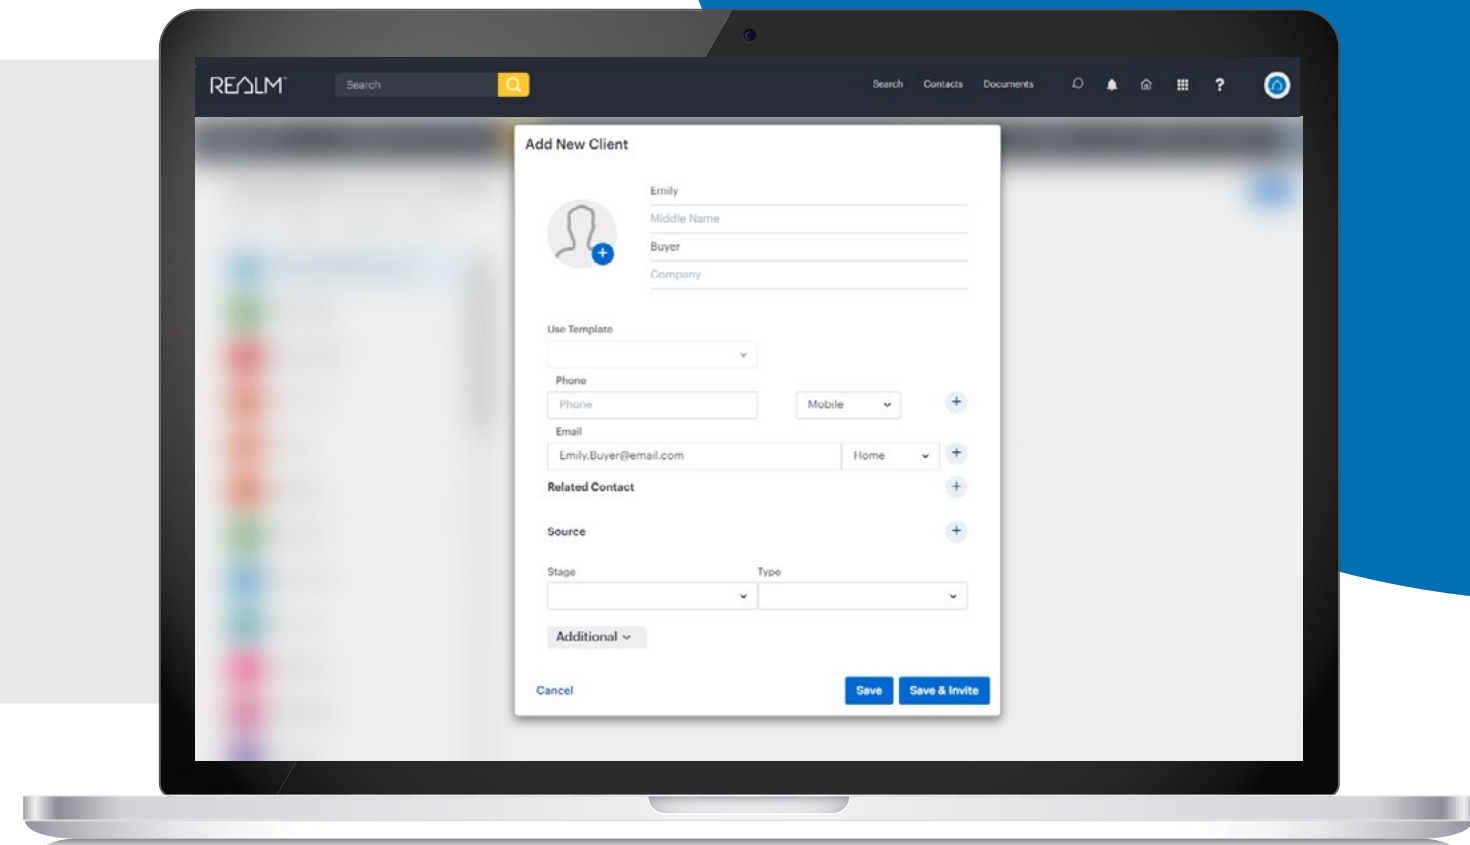 REALM™ Search Search Contacts Documents ?
Add New Client
Emily
Middle Name
Buyer
Company
Use Template
Phone
Phone Mobile
Email
Emily.Buyer@email.com Home
Related Contact
Source
Stage Type
Additional
Cancel Save Save & Invite